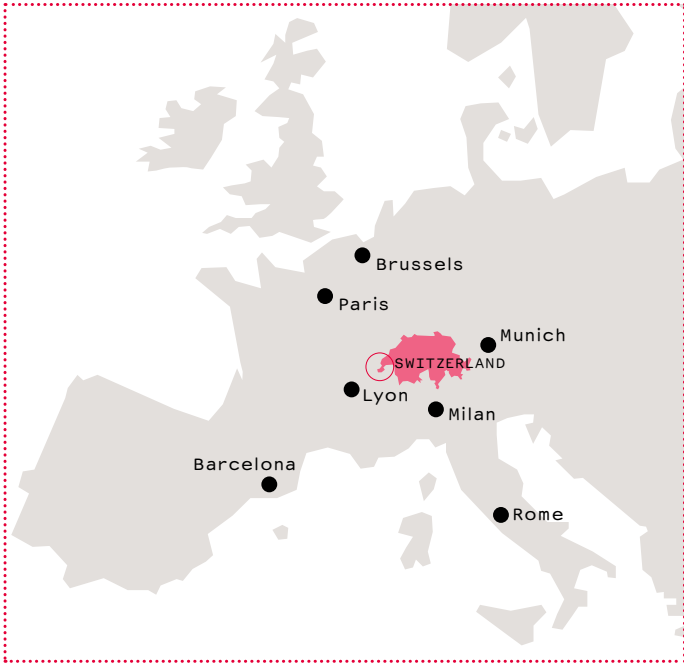 Brussels
Paris
Munich
SWITZERLAND
Lyon
Milan
Barcelona
Rome